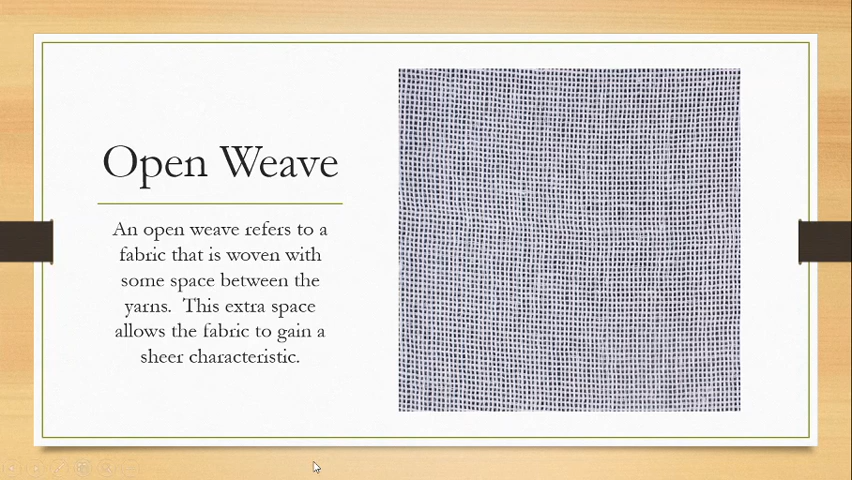 Open Weave
An open weave refers to a
fabric that is woven with
some space between the
yarns.  This extra space
allows the fabric to gain a
sheer characteristic.